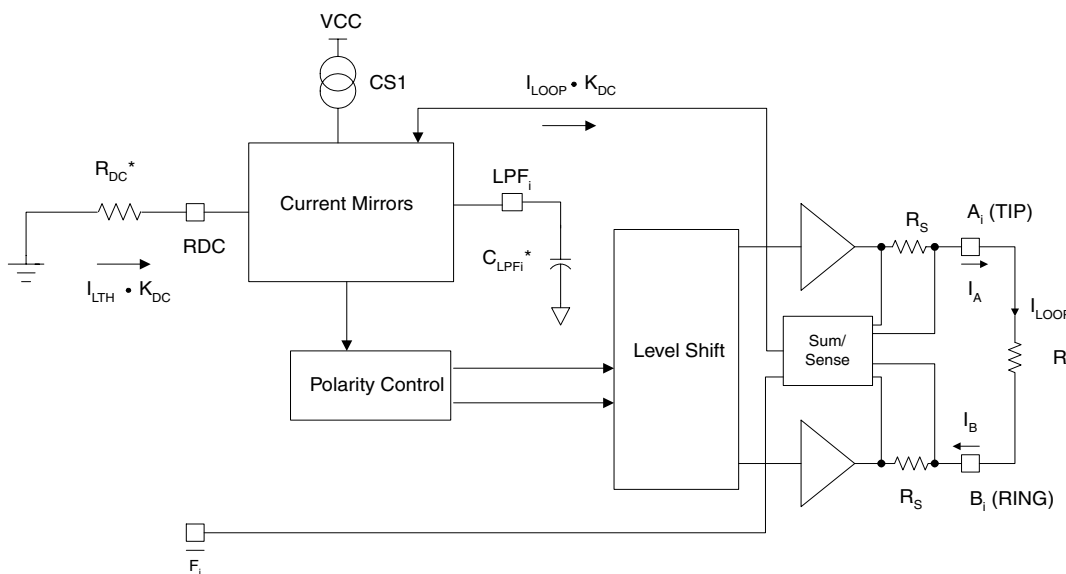 VCC
CS1
I_LOOP • K_DC
R_DC*
Current Mirrors
LPF_i
RDC
C_LPFi*
I_LTH • K_DC
R_S
A_i (TIP)
I_A
I_LOOP
Level Shift
Sum/
Sense
R
Polarity Control
I_B
R_S
B_i (RING)
F_i